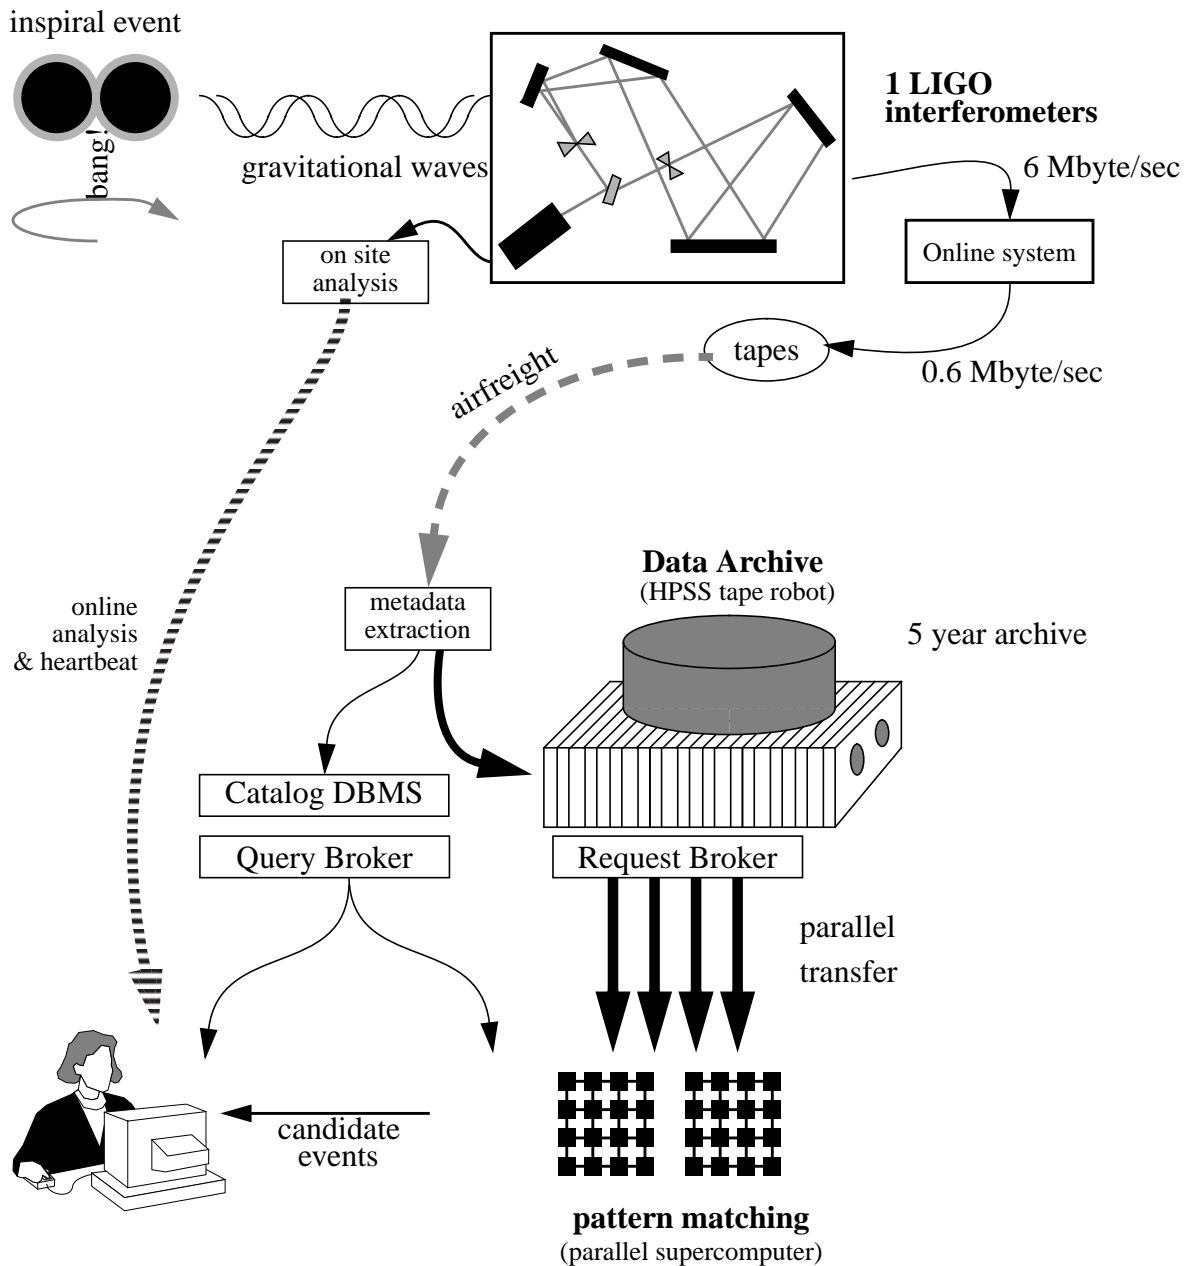 inspiral event
bang!
gravitational waves
1 LIGO
interferometers
6 Mbyte/sec
on site
analysis
Online system
tapes
0.6 Mbyte/sec
airfreight
Data Archive
(HPSS tape robot)
metadata
extraction
5 year archive
online
analysis
& heartbeat
Catalog DBMS
Query Broker
Request Broker
parallel
transfer
candidate
events
pattern matching
(parallel supercomputer)